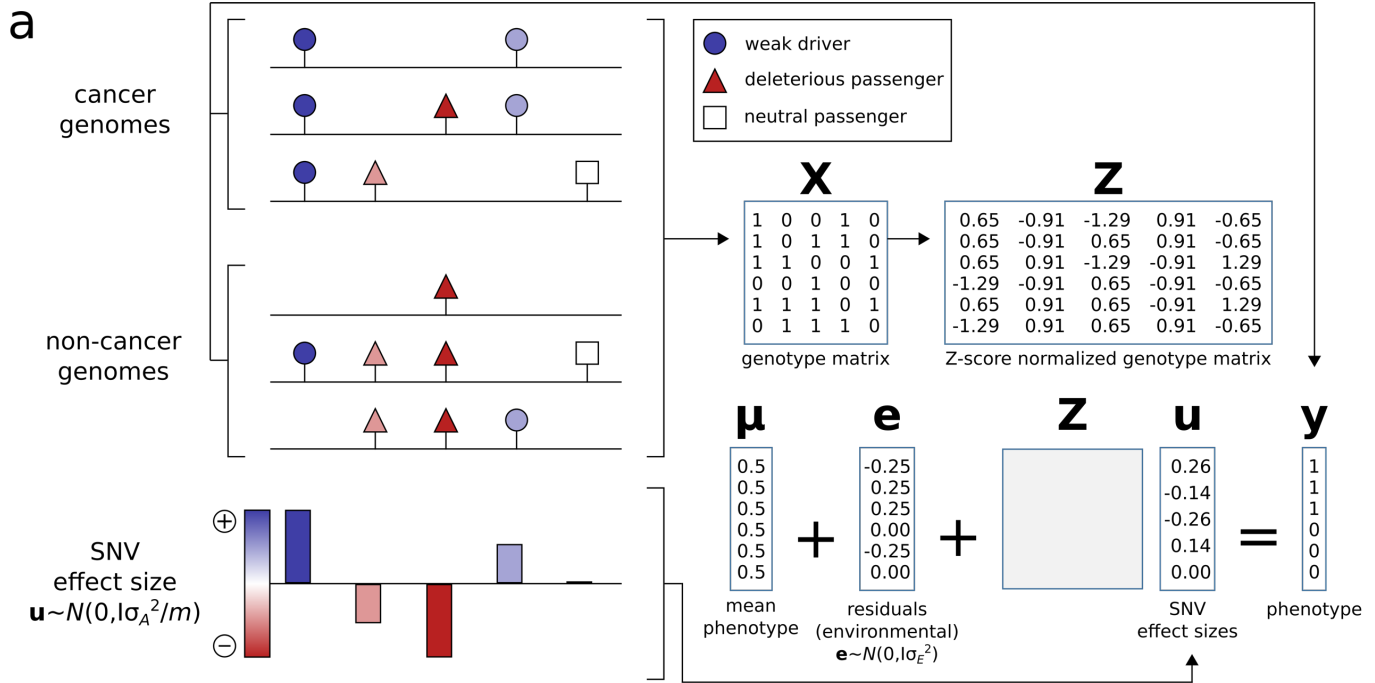 a
cancer
genomes
non-cancer
genomes
weak driver
deleterious passenger
neutral passenger
X
1 0 0 1 0
1 0 1 1 0
1 1 0 0 1
0 0 1 0 0
1 1 1 0 1
0 1 1 1 0
genotype matrix
Z
0.65 -0.91 -1.29 0.91 -0.65
0.65 -0.91 0.65 0.91 -0.65
0.65 0.91 -1.29 -0.91 1.29
-1.29 -0.91 0.65 -0.91 -0.65
0.65 0.91 0.65 -0.91 1.29
-1.29 0.91 0.65 0.91 -0.65
Z-score normalized genotype matrix
SNV
effect size
u~N(0,Iσ_A²/m)
+
−
μ
0.5
0.5
0.5
0.5
0.5
0.5
mean
phenotype
+
e
-0.25
0.25
0.25
0.00
-0.25
0.00
residuals
(environmental)
e~N(0,Iσ_E²)
+
Z
u
0.26
-0.14
-0.26
0.14
0.00
SNV
effect sizes
=
y
1
1
1
0
0
0
phenotype